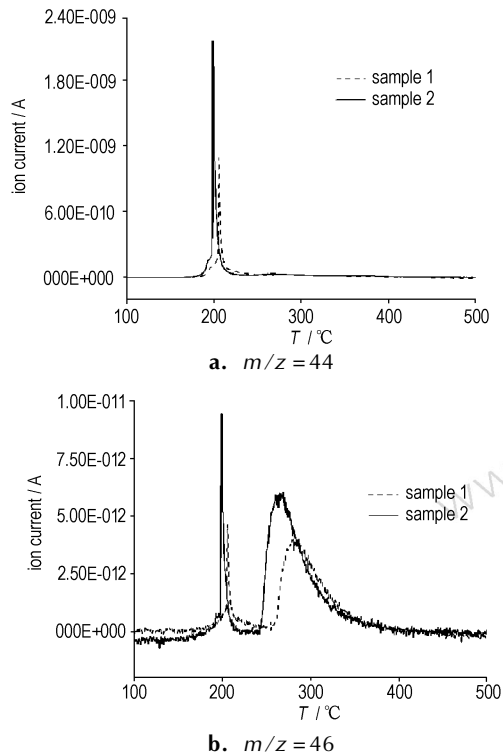 2.40E-009
1.80E-009
1.20E-009
6.00E-010
000E+000
ion current / A
sample 1
sample 2
100 200 300 400 500
T / ℃
a. m/z = 44
1.00E-011
7.50E-012
5.00E-012
2.50E-012
000E+000
ion current / A
sample 1
sample 2
100 200 300 400 500
T / ℃
b. m/z = 46